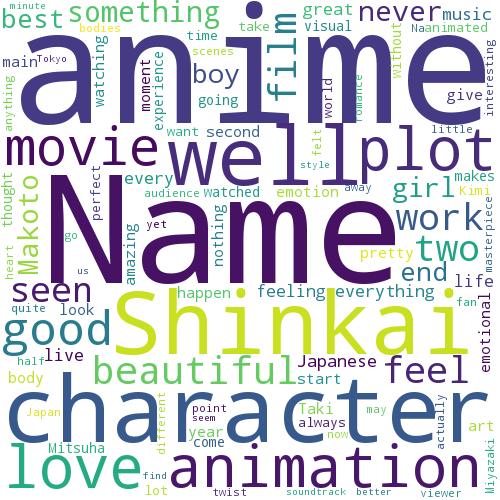 minute
best
something
bodies
never
music
great
film
take
visual
Na
animated
anime
main
Tokyo
time
scenes
watching
moment
experience
boy
going
world
romance
without
give
interesting
anything
movie
well
plot
want
second
little
felt
style
thought
Makoto
perfect
every
audience
watched
emotion
away
girl
makes
Kimi
masterpiece
Name
work
two
yet
amazing
nothing
pretty
end
life
heart
go
us
seen
happen
feeling
everything
fan
emotional
quite
look
good
Shinkai
half
live
beautiful
Japanese
start
feel
body
character
Japan
different
year
point
seem
come
Taki
always
may
now
actually
art
love
Mitsuha
animation
find
lot
twist
soundtrack
better
viewer
Miyazaki